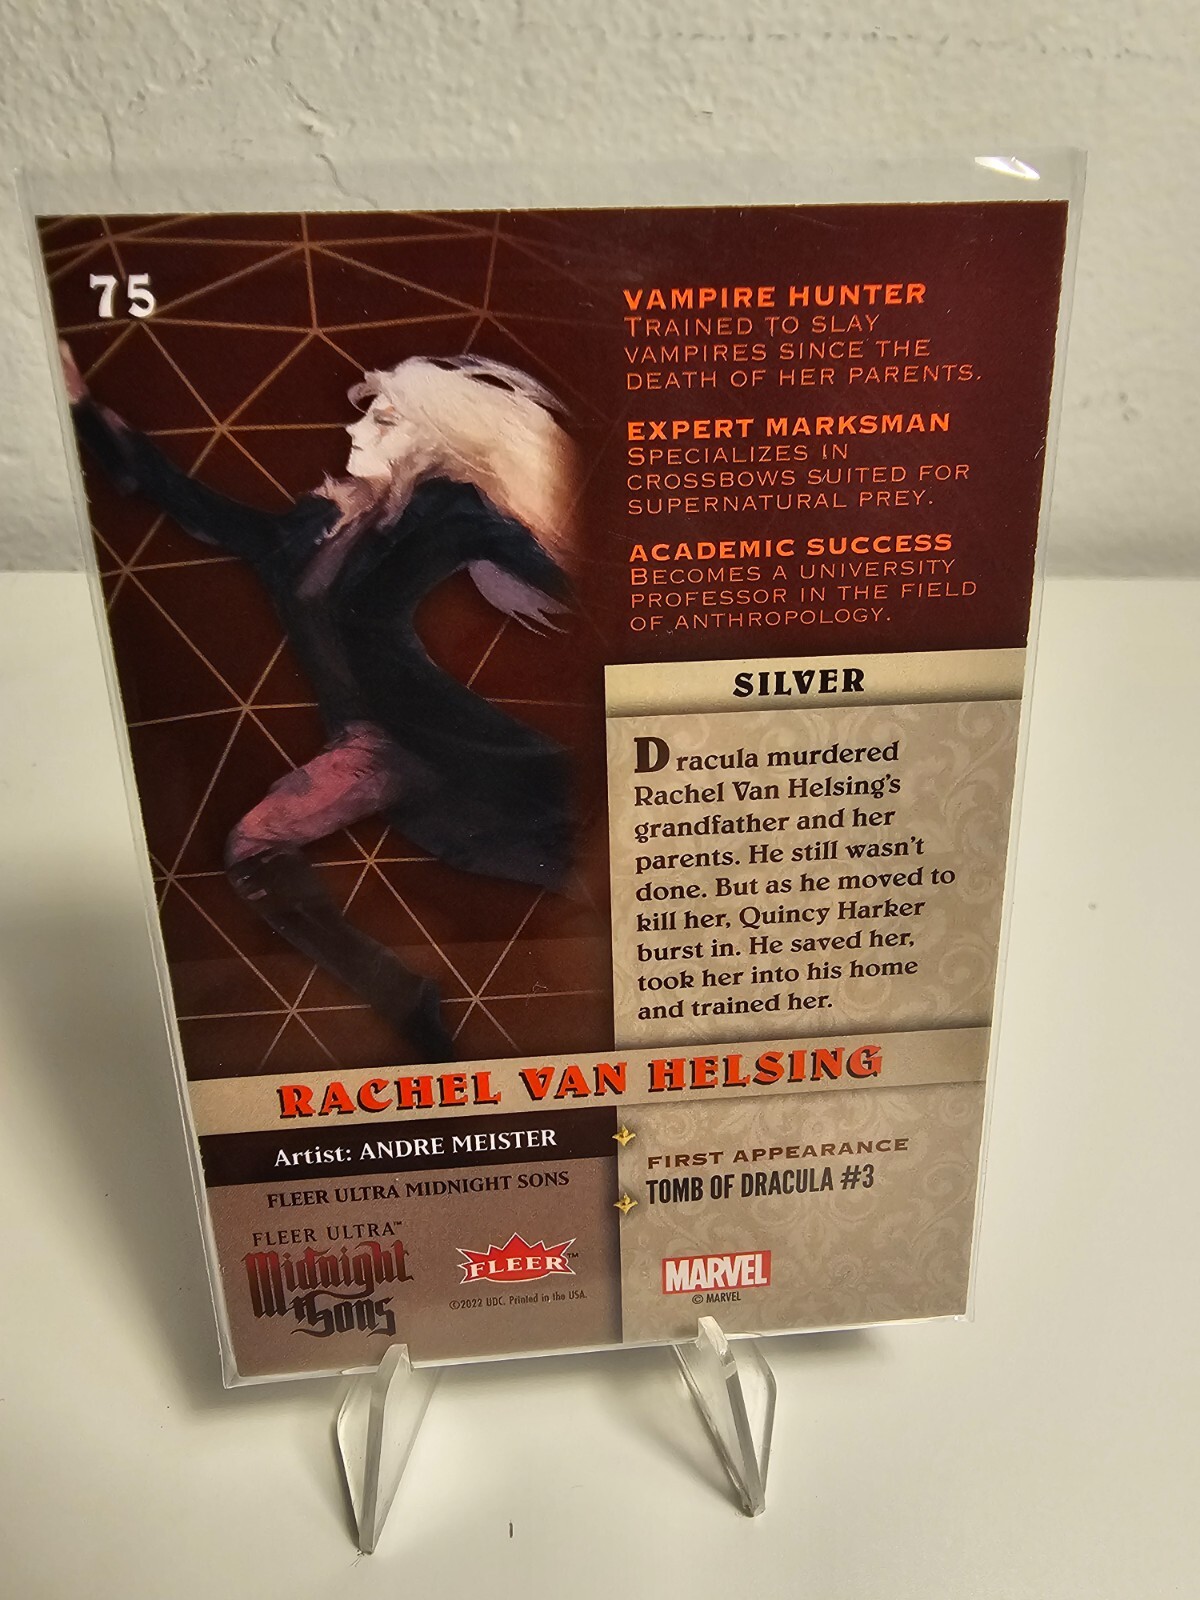 75
VAMPIRE HUNTER
TRAINED TO SLAY
VAMPIRES SINCE THE
DEATH OF HER PARENTS.
EXPERT MARKSMAN
SPECIALIZES IN
CROSSBOWS SUITED FOR
SUPERNATURAL PREY.
ACADEMIC SUCCESS
BECOMES A UNIVERSITY
PROFESSOR IN THE FIELD
OF ANTHROPOLOGY.
SILVER
Dracula murdered
Rachel Van Helsing's
grandfather and her
parents. He still wasn't
done. But as he moved to
kill her, Quincy Harker
burst in. He saved her,
took her into his home
and trained her.
RACHEL VAN HELSING
Artist: ANDRE MEISTER
FLEER ULTRA MIDNIGHT SONS
FLEER ULTRA™
Midnight
Sons
FLEER™
©2022 UDC. Printed in the USA.
FIRST APPEARANCE
TOMB OF DRACULA #3
MARVEL
© MARVEL